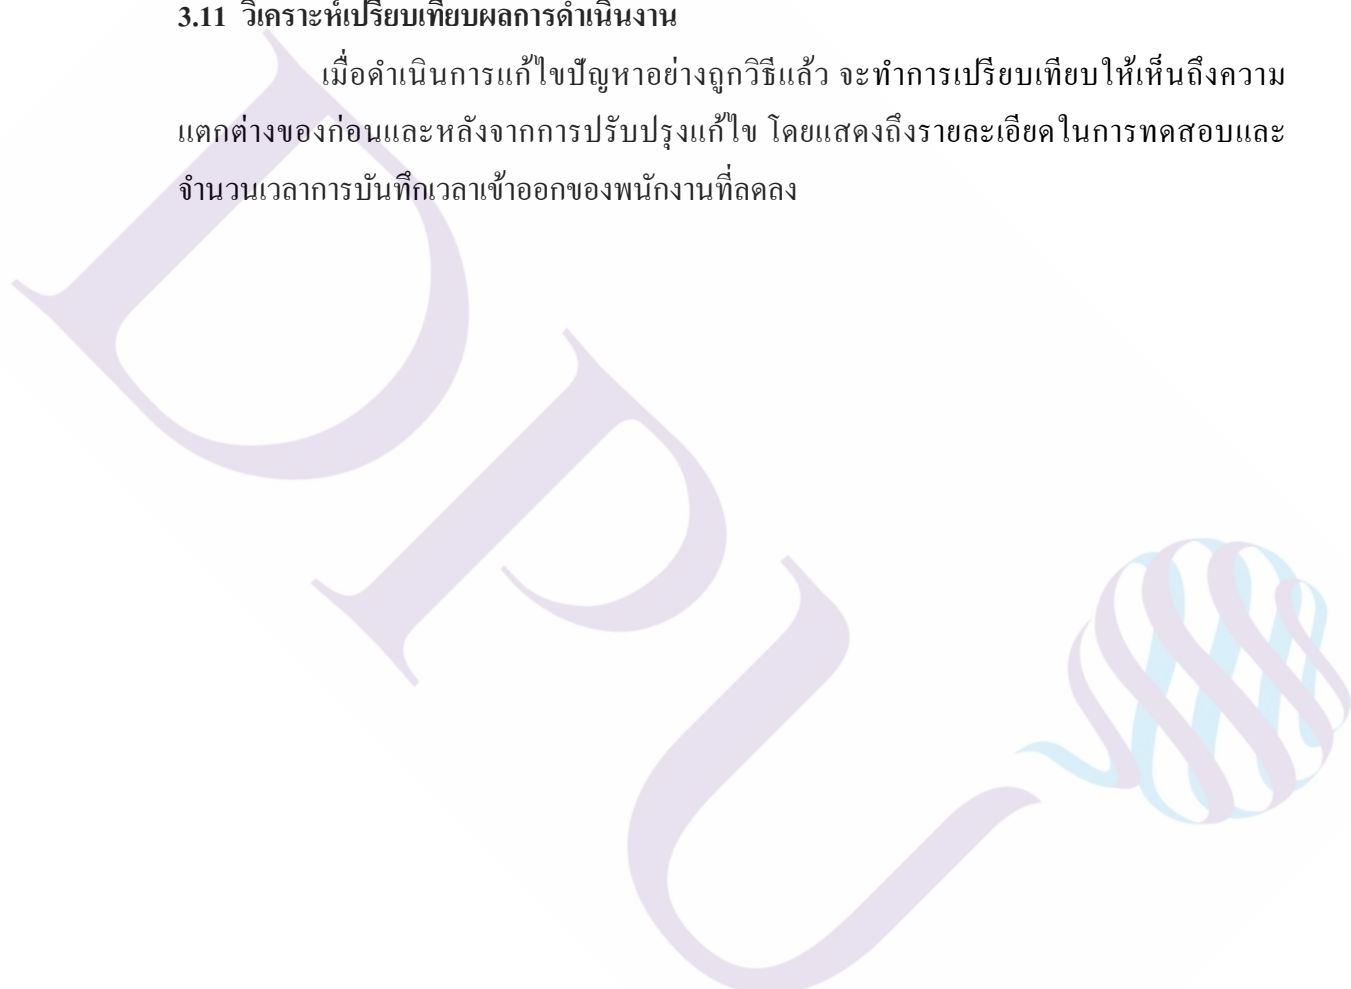 3.11 วิเคราะห์เปรียบเทียบผลการดำเนินงาน
เมื่อดำเนินการแก้ไขปัญหาอย่างถูกวิธีแล้ว จะทำการเปรียบเทียบให้เห็นถึงความ
แตกต่างของก่อนและหลังจากการปรับปรุงแก้ไข โดยแสดงถึงรายละเอียดในการทดสอบและ
จำนวนเวลาการบันทึกเวลาเข้าออกของพนักงานที่ลดลง
DPU